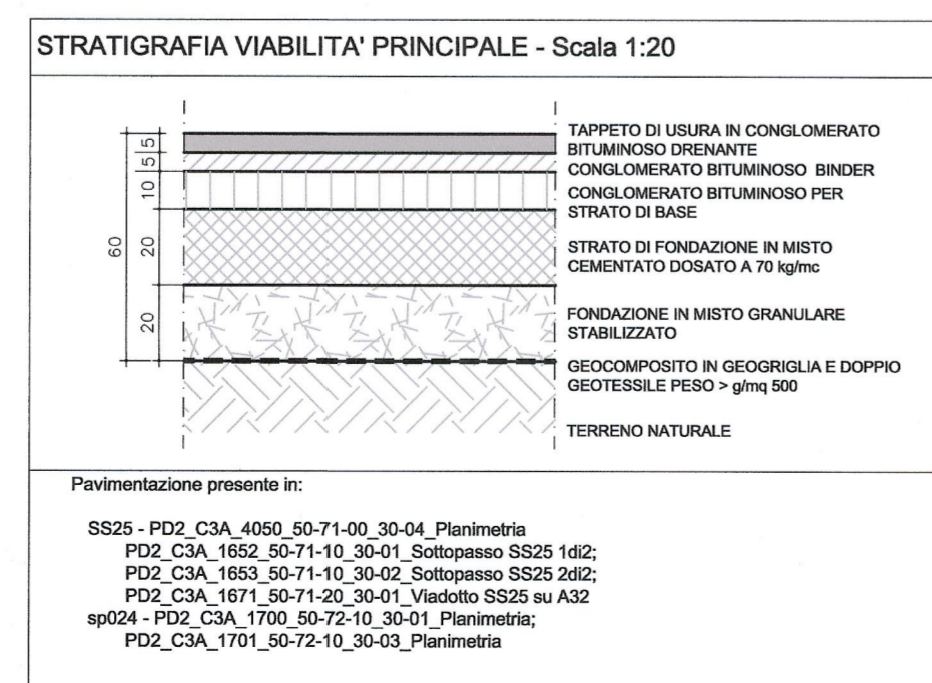 STRATIGRAFIA VIABILITA' PRINCIPALE - Scala 1:20
5
5
10
20
20
60
TAPPETO DI USURA IN CONGLOMERATO
BITUMINOSO DRENANTE
CONGLOMERATO BITUMINOSO BINDER
CONGLOMERATO BITUMINOSO PER
STRATO DI BASE
STRATO DI FONDAZIONE IN MISTO
CEMENTATO DOSATO A 70 kg/mc
FONDAZIONE IN MISTO GRANULARE
STABILIZZATO
GEOCOMPOSITO IN GEOGRIGLIA E DOPPIO
GEOTESSILE PESO > g/mq 500
TERRENO NATURALE
Pavimentazione presente in:
SS25 - PD2_C3A_4050_50-71-00_30-04_Planimetria
PD2_C3A_1652_50-71-10_30-01_Sottopasso SS25 1di2;
PD2_C3A_1653_50-71-10_30-02_Sottopasso SS25 2di2;
PD2_C3A_1671_50-71-20_30-01_Viadotto SS25 su A32
sp024 - PD2_C3A_1700_50-72-10_30-01_Planimetria;
PD2_C3A_1701_50-72-10_30-03_Planimetria